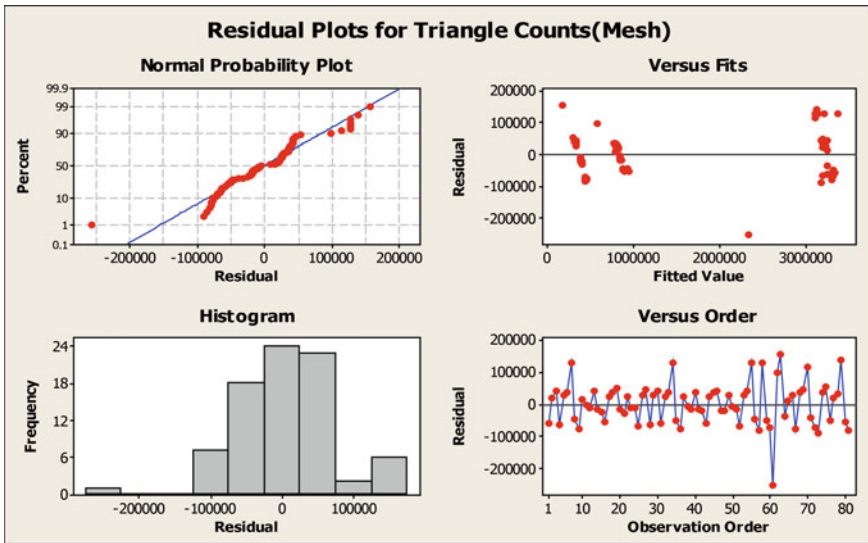 Residual Plots for Triangle Counts(Mesh)
Normal Probability Plot
99.9
99
90
50
10
1
0.1
Percent
-200000 -100000 0 100000 200000
Residual
Versus Fits
200000
100000
0
-100000
-200000
Residual
0 1000000 2000000 3000000
Fitted Value
Histogram
24
18
12
6
0
Frequency
-200000 -100000 0 100000
Residual
Versus Order
200000
100000
0
-100000
-200000
Residual
1 10 20 30 40 50 60 70 80
Observation Order